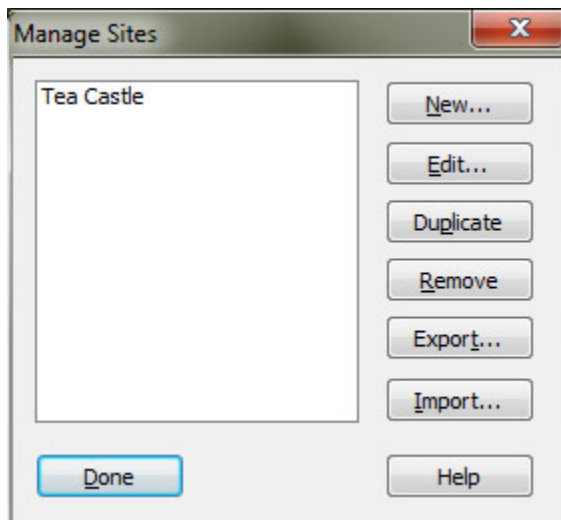 Manage Sites
Tea Castle
New...
Edit...
Duplicate
Remove
Export...
Import...
Done
Help